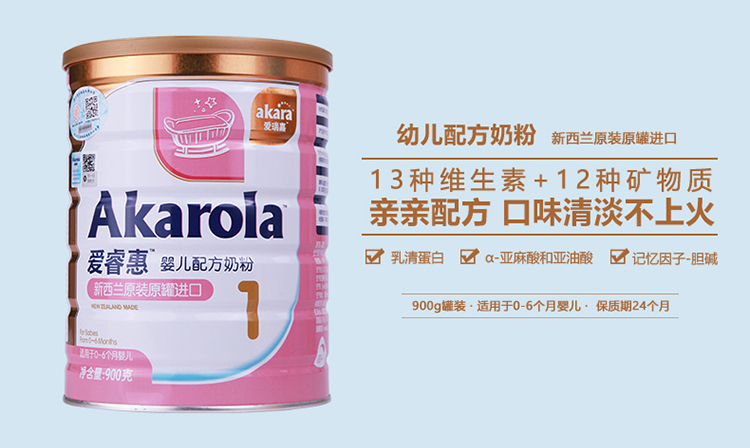 akara
爱瑞嘉
Akarola™
爱睿惠™ 婴儿配方奶粉
新西兰原装原罐进口
NEW ZEALAND MADE
1
For Babies
From 0–6 Months
适用于0-6个月婴儿
净含量:900克
幼儿配方奶粉 新西兰原装原罐进口
13种维生素+12种矿物质
亲亲配方 口味清淡不上火
乳清蛋白 α-亚麻酸和亚油酸 记忆因子-胆碱
900g罐装 · 适用于0-6个月婴儿 · 保质期24个月